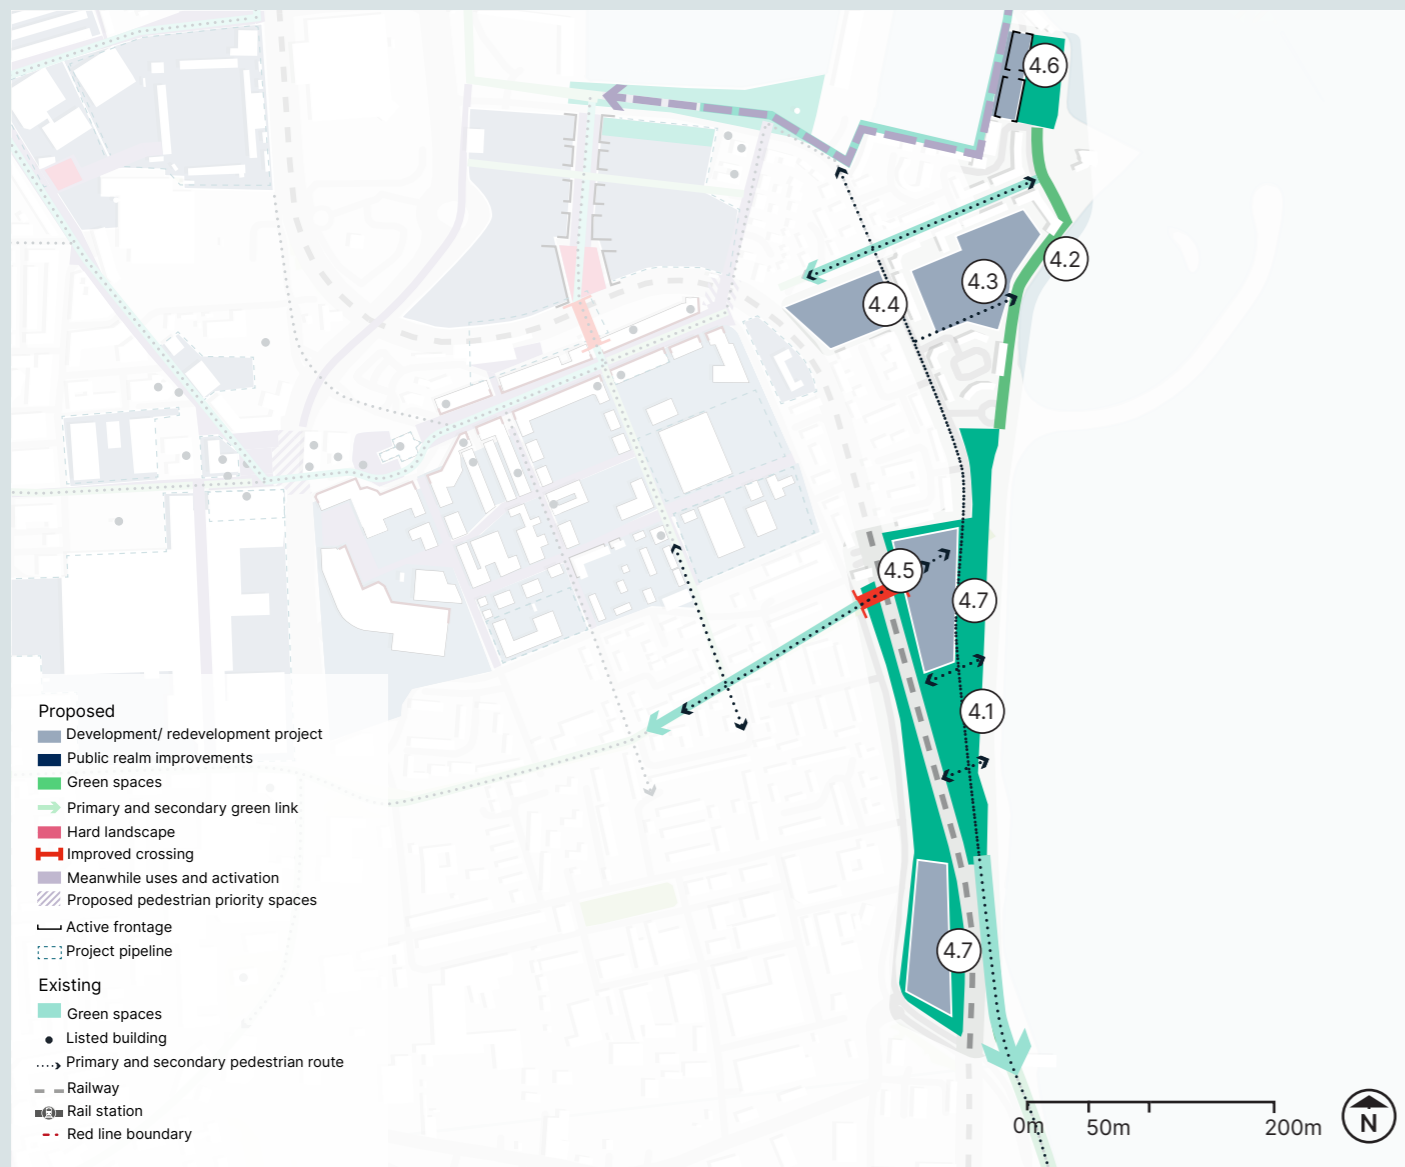 4.6
4.2
4.3
4.4
4.5
4.7
4.1
4.7
Proposed
Development/ redevelopment project
Public realm improvements
Green spaces
Primary and secondary green link
Hard landscape
Improved crossing
Meanwhile uses and activation
Proposed pedestrian priority spaces
Active frontage
Project pipeline
Existing
Green spaces
Listed building
Primary and secondary pedestrian route
Railway
Rail station
Red line boundary
0m 50m 200m
N